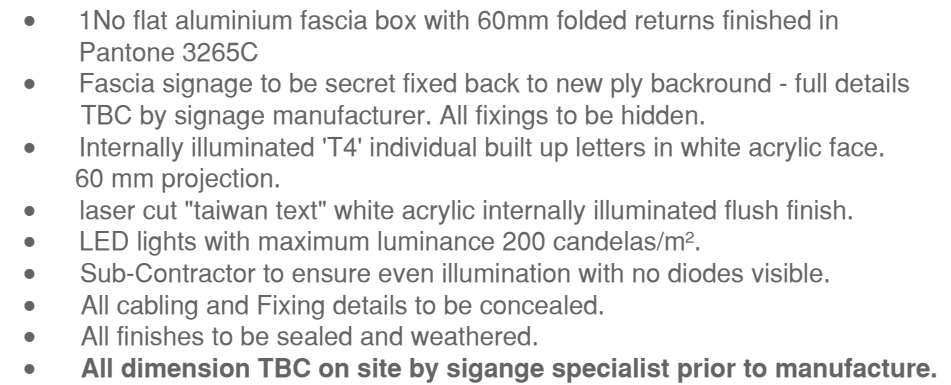 • 1No flat aluminium fascia box with 60mm folded returns finished in
Pantone 3265C
• Fascia signage to be secret fixed back to new ply backround - full details
TBC by signage manufacturer. All fixings to be hidden.
• Internally illuminated 'T4' individual built up letters in white acrylic face.
60 mm projection.
• laser cut "taiwan text" white acrylic internally illuminated flush finish.
• LED lights with maximum luminance 200 candelas/m².
• Sub-Contractor to ensure even illumination with no diodes visible.
• All cabling and Fixing details to be concealed.
• All finishes to be sealed and weathered.
• All dimension TBC on site by sigange specialist prior to manufacture.